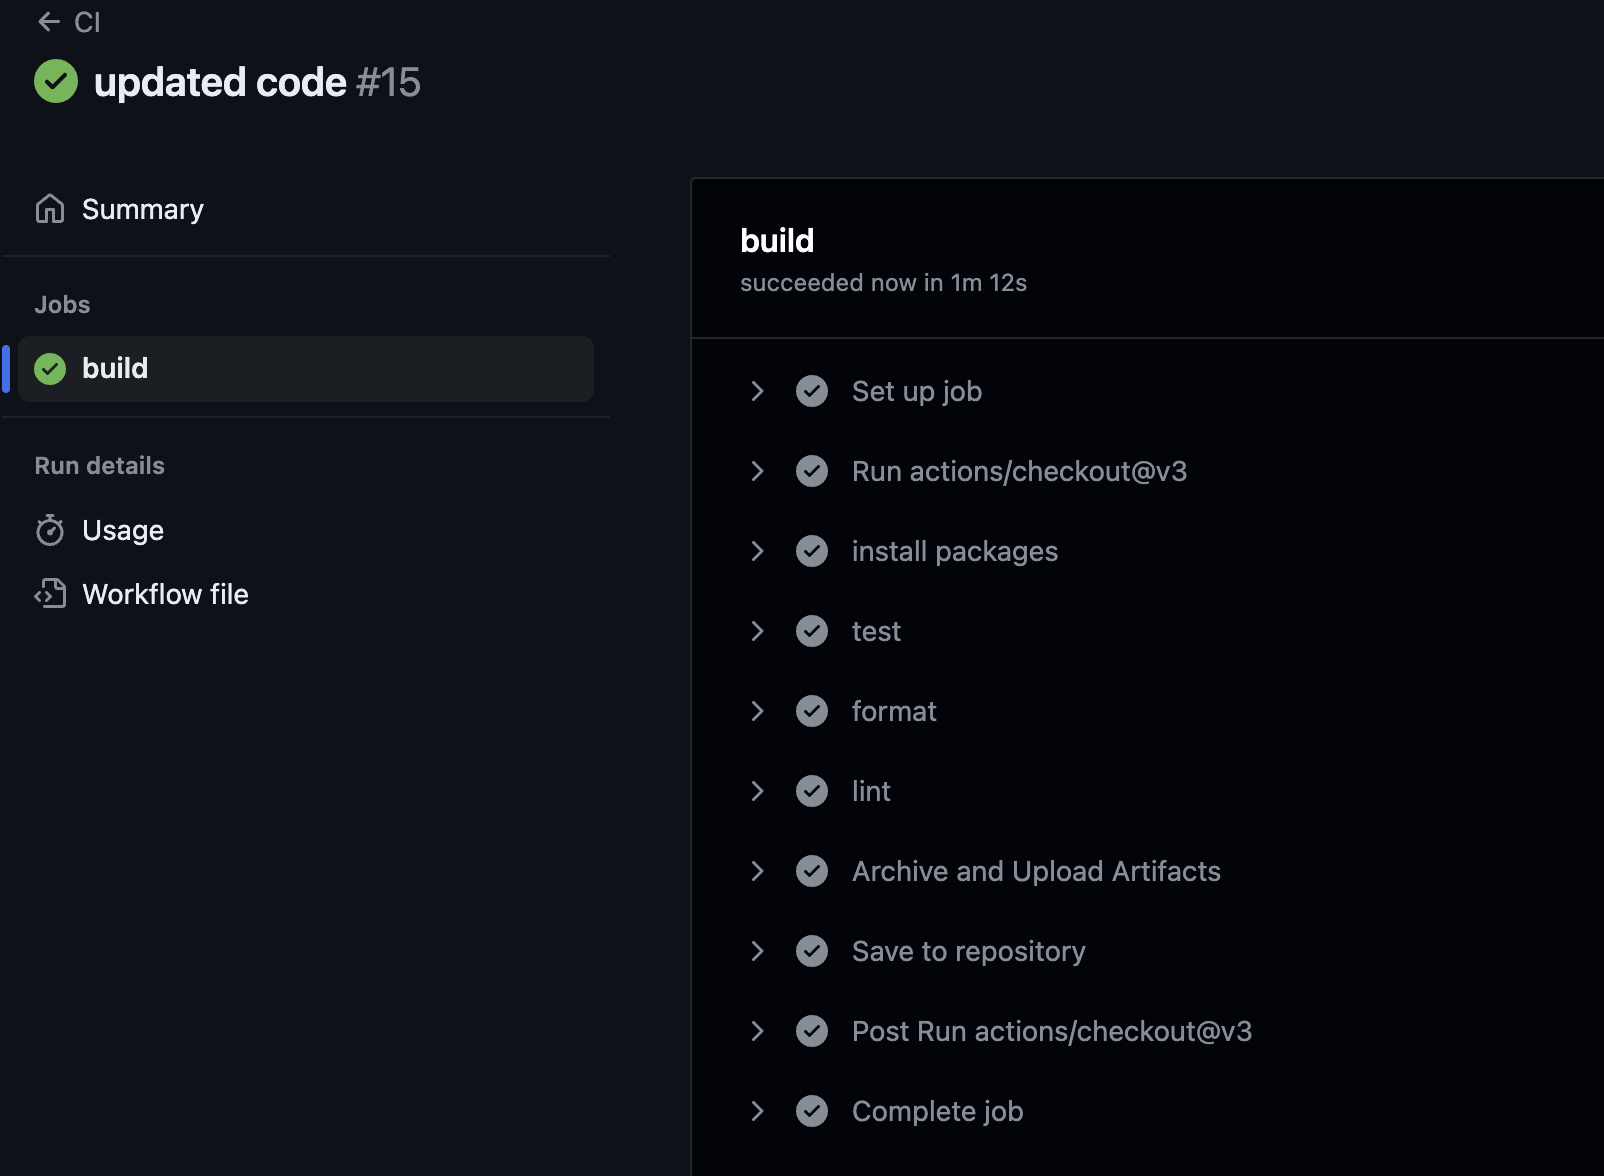 CI
updated code #15
Summary
Jobs
build
Run details
Usage
Workflow file
build
succeeded now in 1m 12s
Set up job
Run actions/checkout@v3
install packages
test
format
lint
Archive and Upload Artifacts
Save to repository
Post Run actions/checkout@v3
Complete job